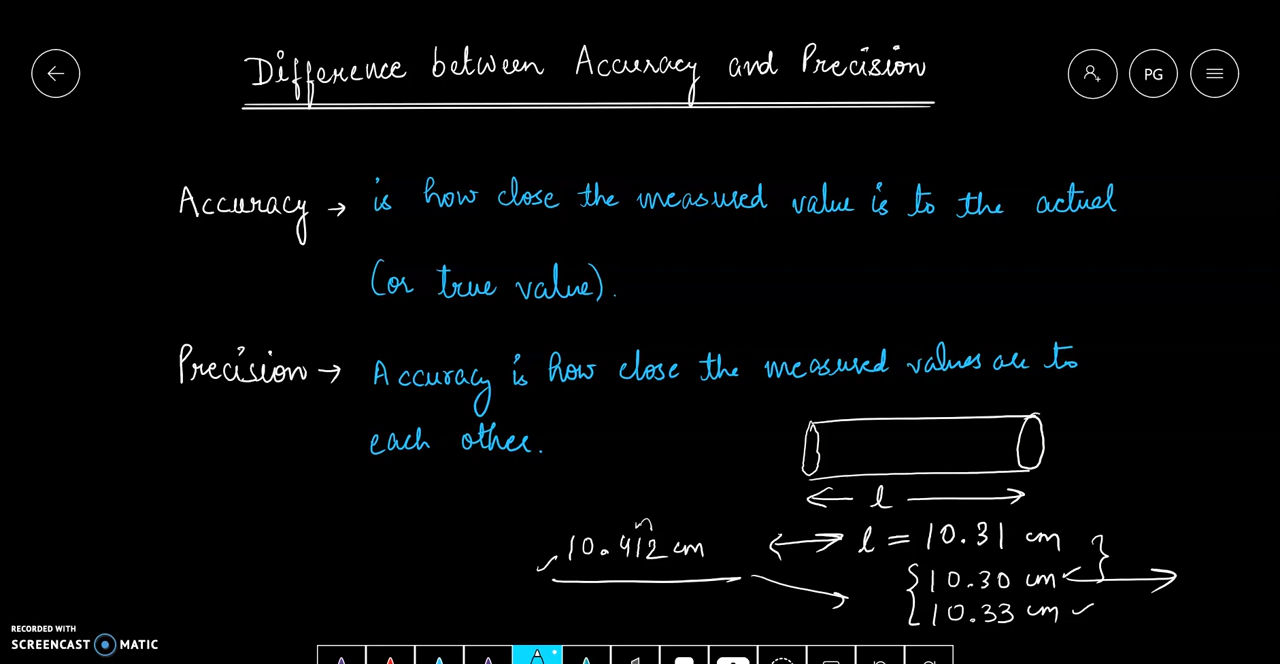 Difference between Accuracy and Precision
PG
Accuracy → is how close the measured value is to the actual
(or true value).
Precision → Accuracy is how close the measured values are to
each other.
l
10.412 cm
l = 10.31 cm
10.30 cm
10.33 cm
RECORDED WITH
SCREENCAST MATIC